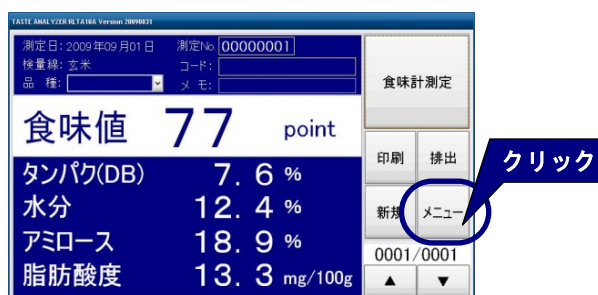 TASTE ANALYZER RLTA10A Version 20090831
測定日:2009年09月01日 測定No. 00000001
検量線:玄米 コード:
品 種: メ モ:
食味値 77 point
タンパク(DB) 7.6 %
水分 12.4 %
アミロース 18.9 %
脂肪酸度 13.3 mg/100g
食味計測定
印刷 排出
新規 メニュー
クリック
0001/0001
▲ ▼